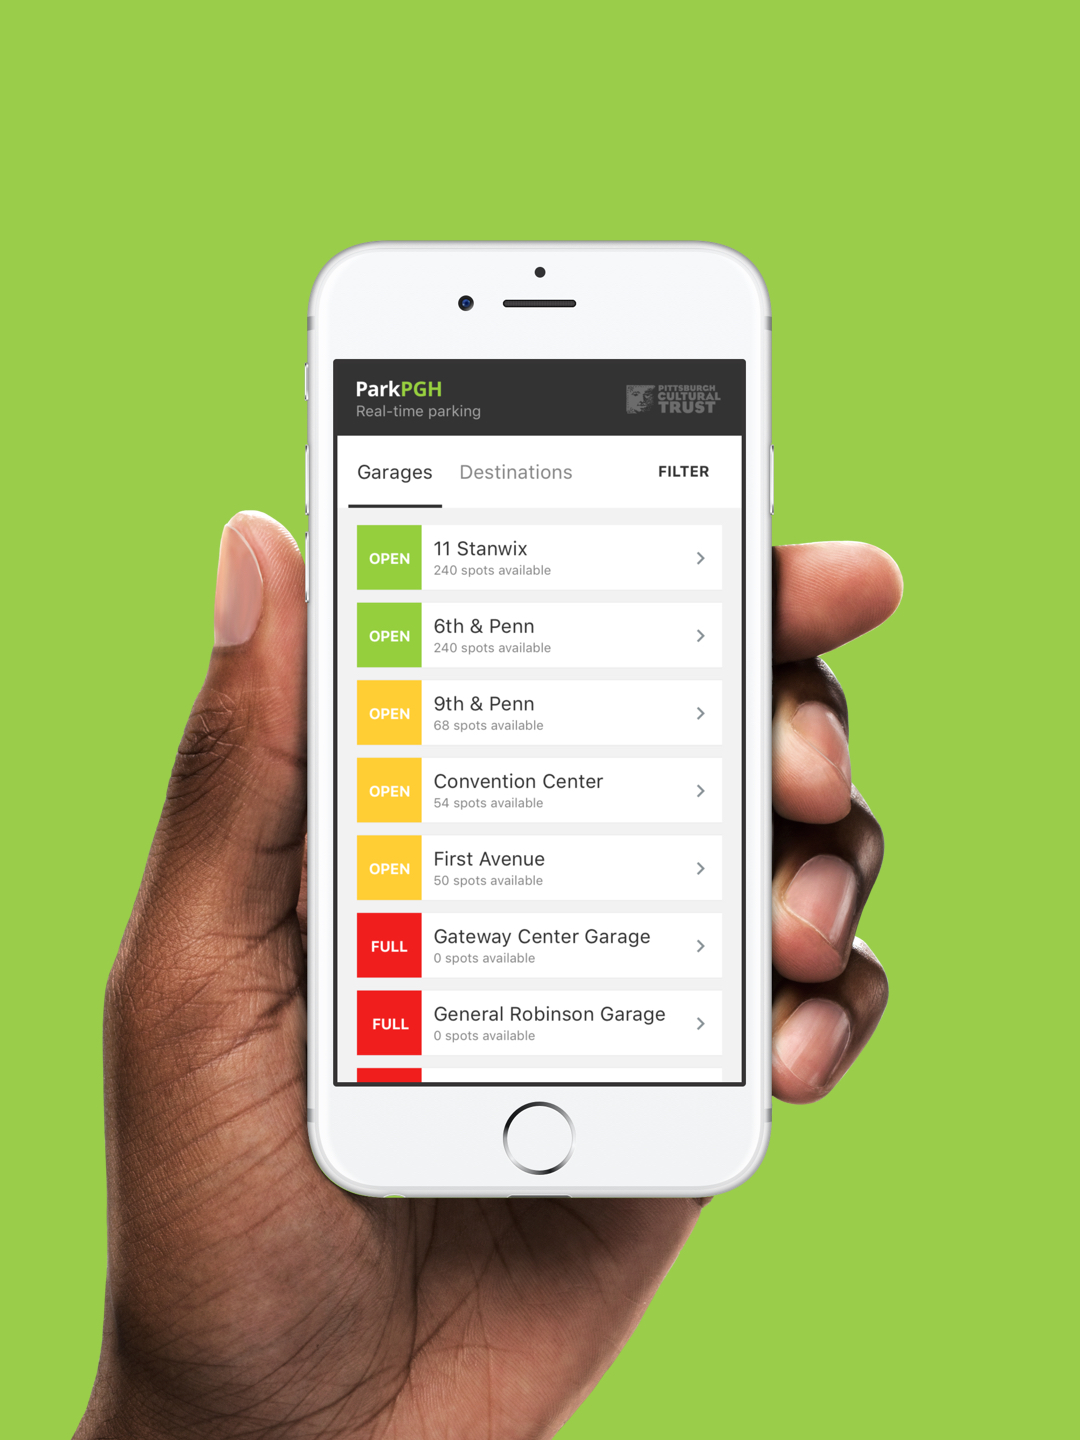 ParkPGH
Real-time parking
PITTSBURGH
CULTURAL
TRUST
Garages
Destinations
FILTER
OPEN
11 Stanwix
240 spots available
OPEN
6th & Penn
240 spots available
OPEN
9th & Penn
68 spots available
OPEN
Convention Center
54 spots available
OPEN
First Avenue
50 spots available
FULL
Gateway Center Garage
0 spots available
FULL
General Robinson Garage
0 spots available